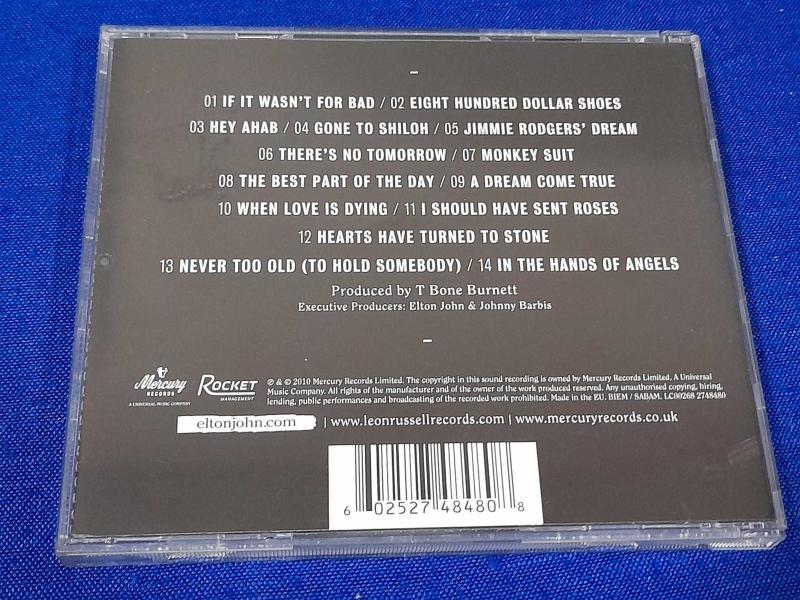 01 IF IT WASN'T FOR BAD / 02 EIGHT HUNDRED DOLLAR SHOES
03 HEY AHAB / 04 GONE TO SHILOH / 05 JIMMIE RODGERS' DREAM
06 THERE'S NO TOMORROW / 07 MONKEY SUIT
08 THE BEST PART OF THE DAY / 09 A DREAM COME TRUE
10 WHEN LOVE IS DYING / 11 I SHOULD HAVE SENT ROSES
12 HEARTS HAVE TURNED TO STONE
13 NEVER TOO OLD (TO HOLD SOMEBODY) / 14 IN THE HANDS OF ANGELS
Produced by T Bone Burnett
Executive Producers: Elton John & Johnny Barbis
Mercury
RECORDS
A UNIVERSAL MUSIC COMPANY
ROCKET
MANAGEMENT
℗ & © 2010 Mercury Records Limited. The copyright in this sound recording is owned by Mercury Records Limited, A Universal
Music Company. All rights of the manufacturer and of the owner of the work produced reserved. Any unauthorised copying, hiring,
lending, public performances and broadcasting of the recorded work prohibited. Made in the EU. BIEM / SABAM. LC00268 2748480
eltonjohn.com | www.leonrussellrecords.com | www.mercuryrecords.co.uk
6 02527 48480 8